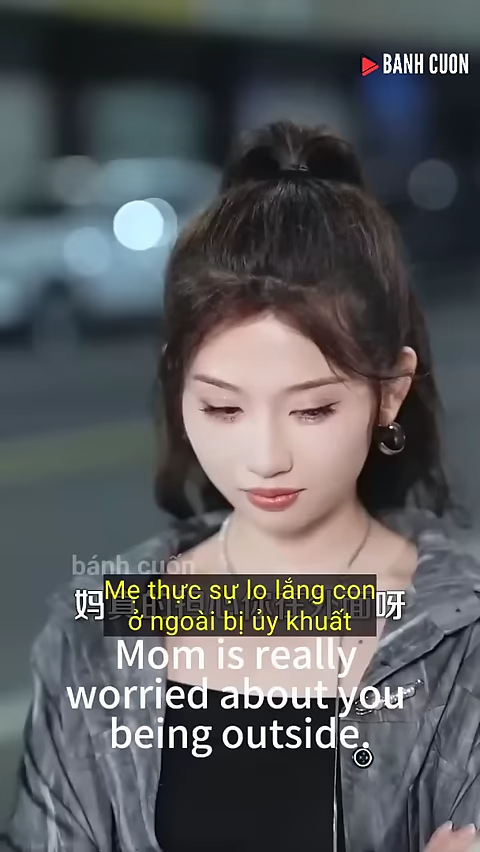 BANH CUON
bánh cuốn
妈
呀
Mẹ thực sự lo lắng con
ở ngoài bị ủy khuất
Mom is really
worried about you
being outside.